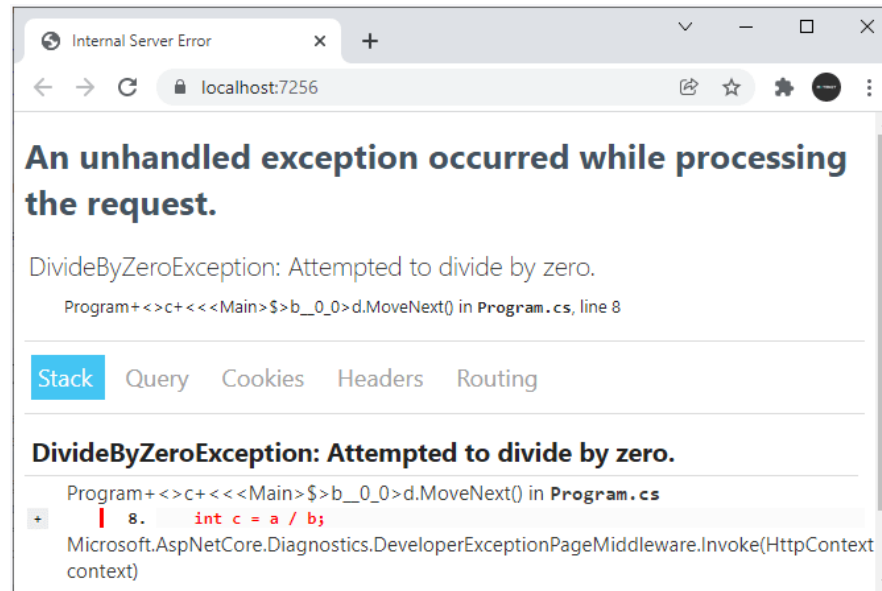 Internal Server Error
localhost:7256
An unhandled exception occurred while processing
the request.
DivideByZeroException: Attempted to divide by zero.
Program+<>c+<<<Main>$>b__0_0>d.MoveNext() in Program.cs, line 8
Stack Query Cookies Headers Routing
DivideByZeroException: Attempted to divide by zero.
Program+<>c+<<<Main>$>b__0_0>d.MoveNext() in Program.cs
+ 8. int c = a / b;
Microsoft.AspNetCore.Diagnostics.DeveloperExceptionPageMiddleware.Invoke(HttpContext
context)